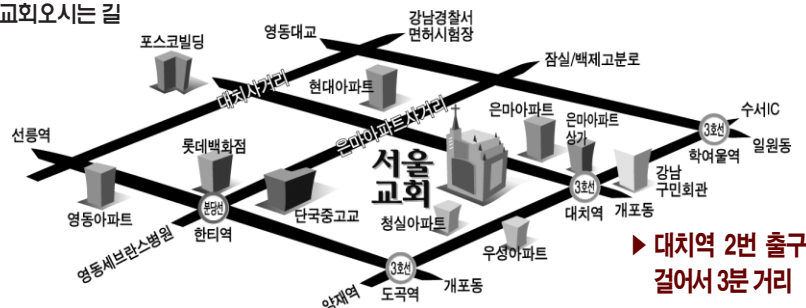 교회오시는 길
강남경찰서
면허시험장
영동대교
포스코빌딩
잠실/백제고분로
현대아파트
대치사거리
수서IC
은마아파트
은마아파트
상가
3호선
일원동
학여울역
은마아파트사거리
선릉역
롯데백화점
서울
교회
강남
구민회관
3호선
대치역
개포동
영동아파트
분당선
한티역
단국중고교
청실아파트
우성아파트
영동세브란스병원
3호선
도곡역
개포동
양재역
▶ 대치역 2번 출구
걸어서 3분 거리